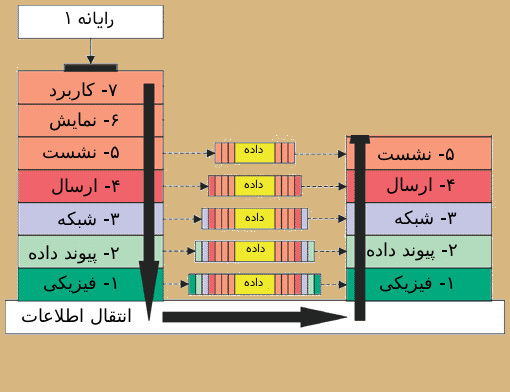 رایانه ۱
۷- کاربرد
۶- نمایش
۵- نشست
داده
۵- نشست
۴- ارسال
داده
۴- ارسال
۳- شبکه
داده
۳- شبکه
۲- پیوند داده
داده
۲- پیوند داده
۱- فیزیکی
داده
۱- فیزیکی
انتقال اطلاعات